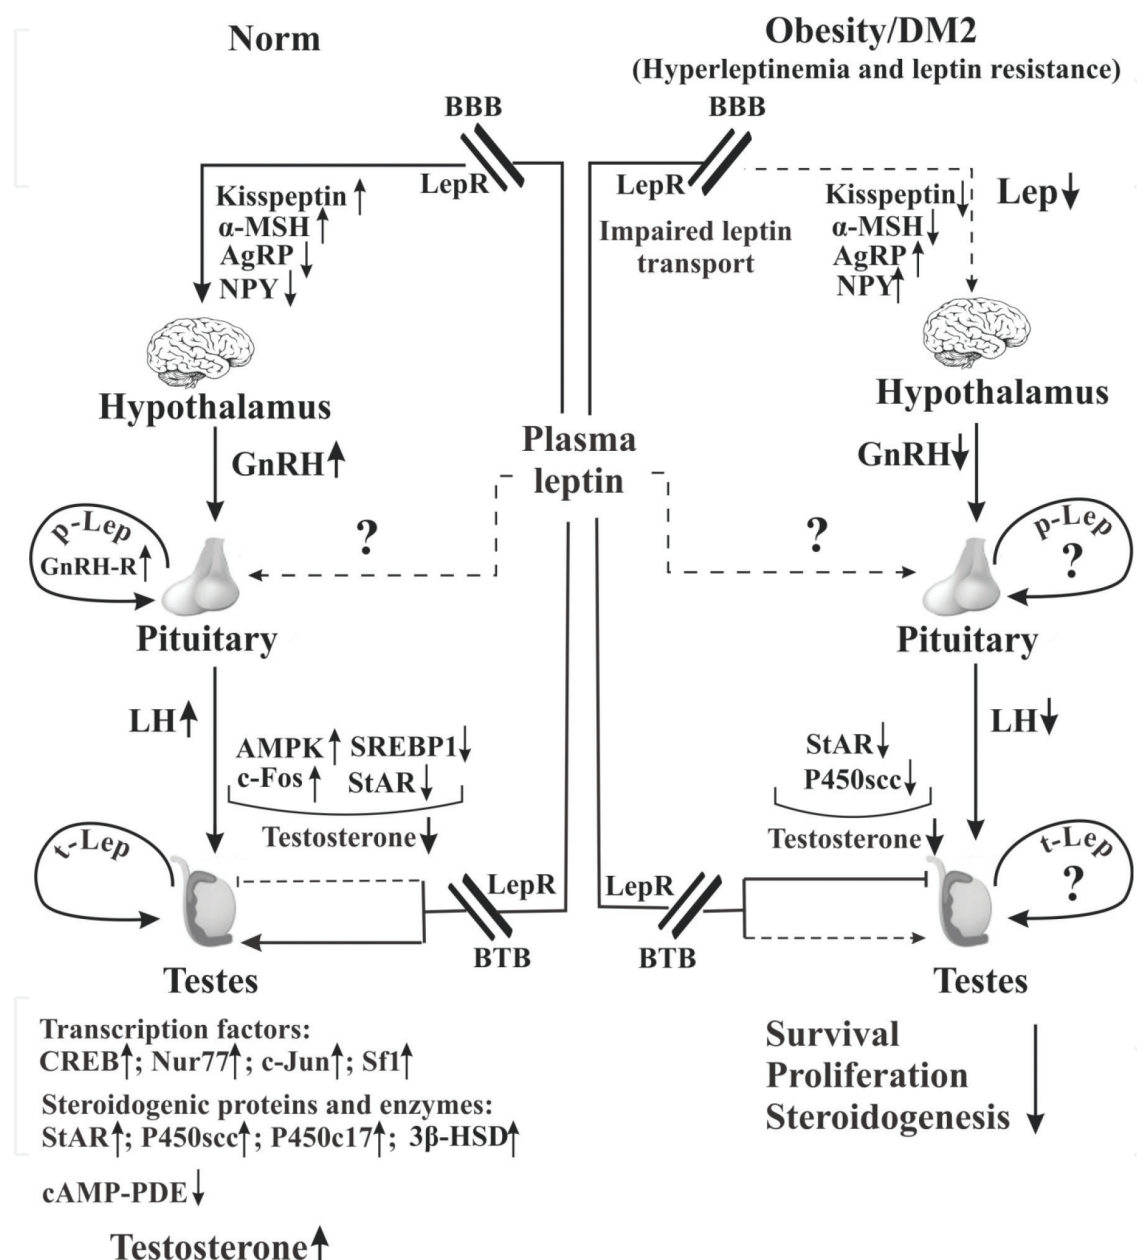 Norm
BBB
LepR
Kisspeptin↑
α-MSH↑
AgRP↓
NPY↓
Hypothalamus
GnRH↑
p-Lep
GnRH-R↑
?
Pituitary
LH↑
AMPK↑ SREBP1↓
c-Fos↑ StAR↓
Testosterone↓
t-Lep
LepR
BTB
Testes
Transcription factors:
CREB↑; Nur77↑; c-Jun↑; Sf1↑
Steroidogenic proteins and enzymes:
StAR↑; P450scc↑; P450c17↑; 3β-HSD↑
cAMP-PDE↓
Testosterone↑
Plasma
leptin
Obesity/DM2
(Hyperleptinemia and leptin resistance)
BBB
LepR
Impaired leptin
transport
Kisspeptin↓
α-MSH↓
AgRP↑
NPY↑
Lep↓
Hypothalamus
GnRH↓
?
p-Lep
?
Pituitary
LH↓
StAR↓
P450scc↓
Testosterone↓
LepR
BTB
t-Lep
?
Testes
Survival
Proliferation
Steroidogenesis↓